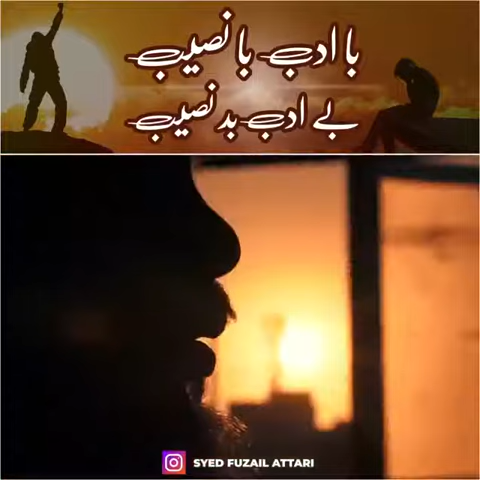 با ادب با نصیب
بے ادب بد نصیب
SYED FUZAIL ATTARI